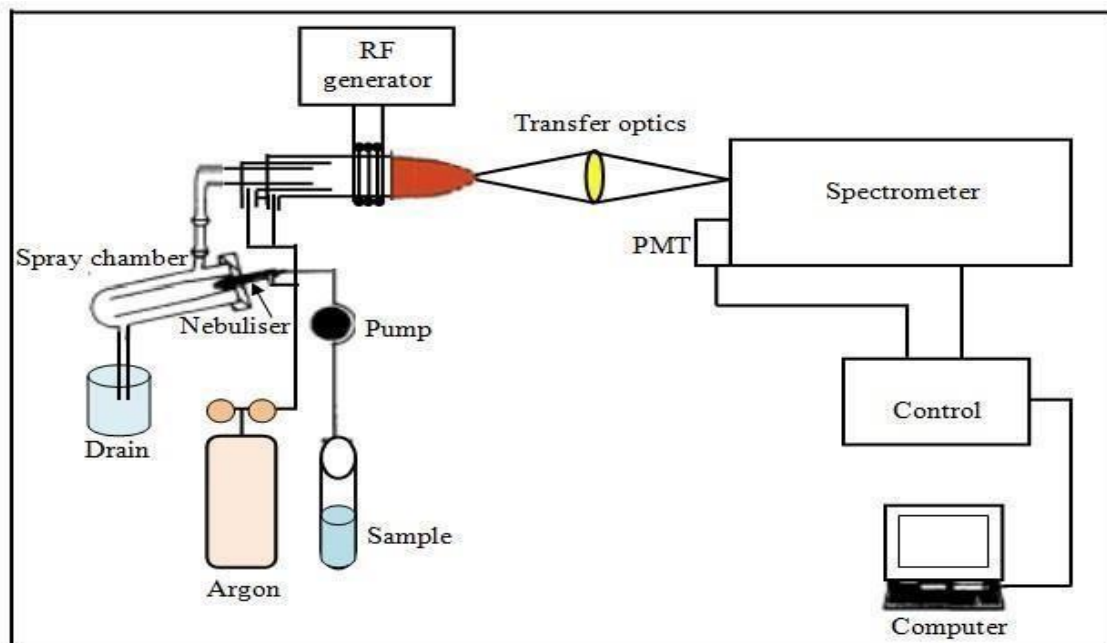 RF
generator
Transfer optics
Spectrometer
PMT
Spray chamber
Nebuliser
Pump
Control
Drain
Sample
Argon
Computer